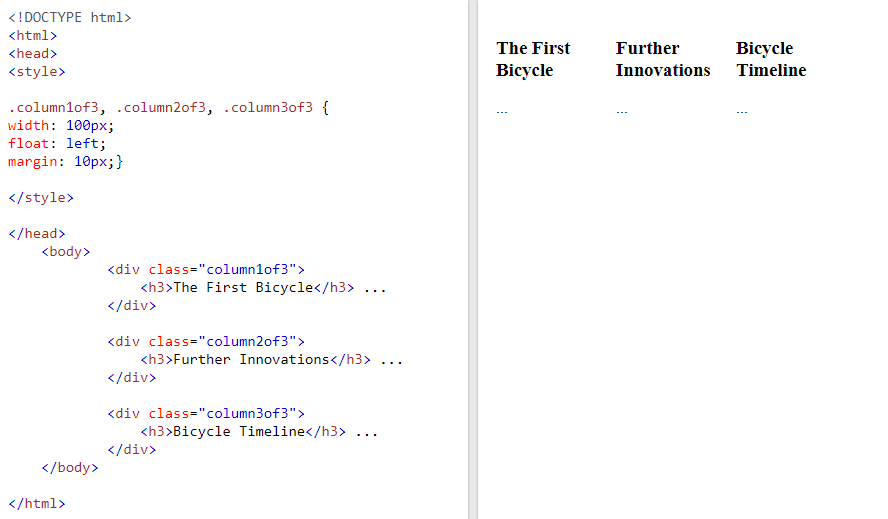 <!DOCTYPE html>
<html>
<head>
<style>
.column1of3, .column2of3, .column3of3 {
width: 100px;
float: left;
margin: 10px;}
</style>
</head>
<body>
<div class="column1of3">
<h3>The First Bicycle</h3> ...
</div>
<div class="column2of3">
<h3>Further Innovations</h3> ...
</div>
<div class="column3of3">
<h3>Bicycle Timeline</h3> ...
</div>
</body>
</html>
The First
Bicycle
...
Further
Innovations
...
Bicycle
Timeline
...